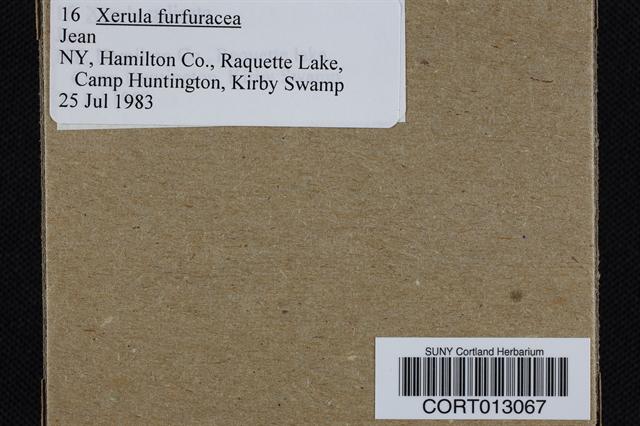 16 Xerula furfuracea
Jean
NY, Hamilton Co., Raquette Lake,
Camp Huntington, Kirby Swamp
25 Jul 1983
SUNY Cortland Herbarium
CORT013067